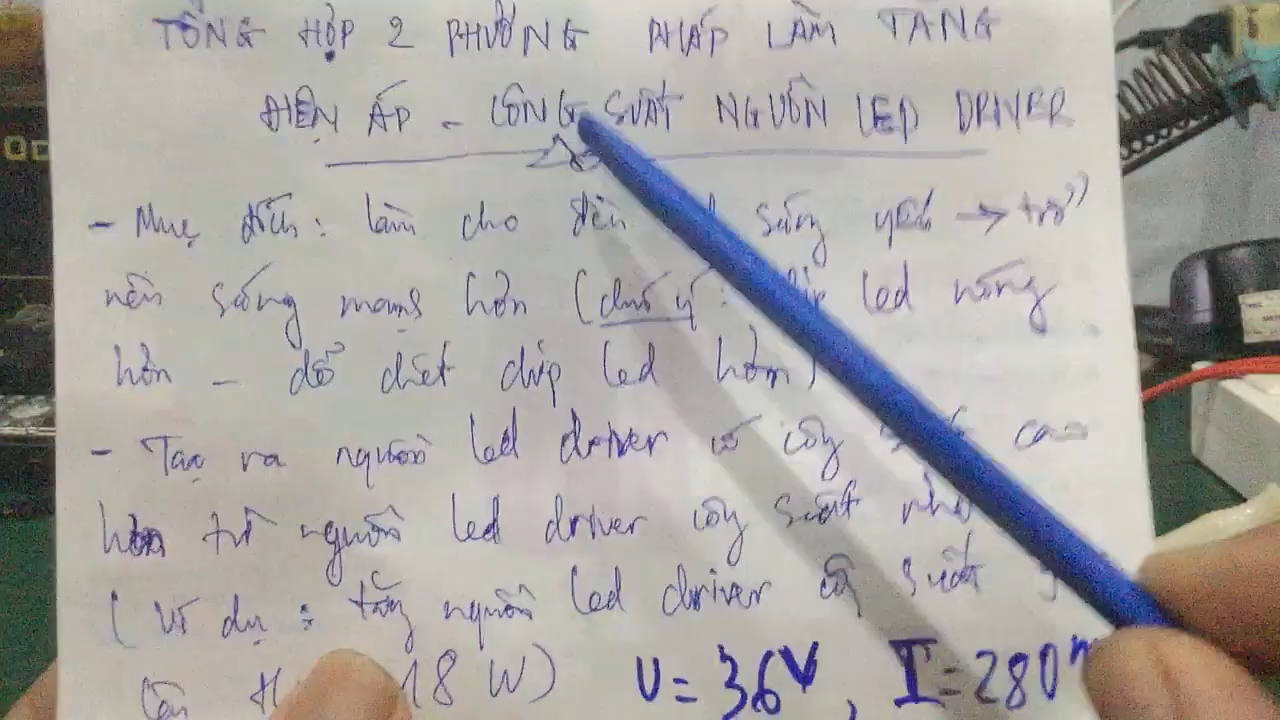 TỔNG HỢP 2 PHƯƠNG PHÁP LÀM TĂNG
ĐIỆN ÁP - CÔNG SUẤT NGUỒN LED DRIVER
- Mục đích: làm cho đèn sáng yếu → trở
nên sáng mạnh hơn (chú ý: led nóng
hơn - dễ chết chip led hơn)
- Tạo ra nguồn led driver có công cao
hơn từ nguồn led driver công suất nhỏ
(Ví dụ: tăng nguồn led driver công suất
lên 18 W) U = 36V, I = 280m